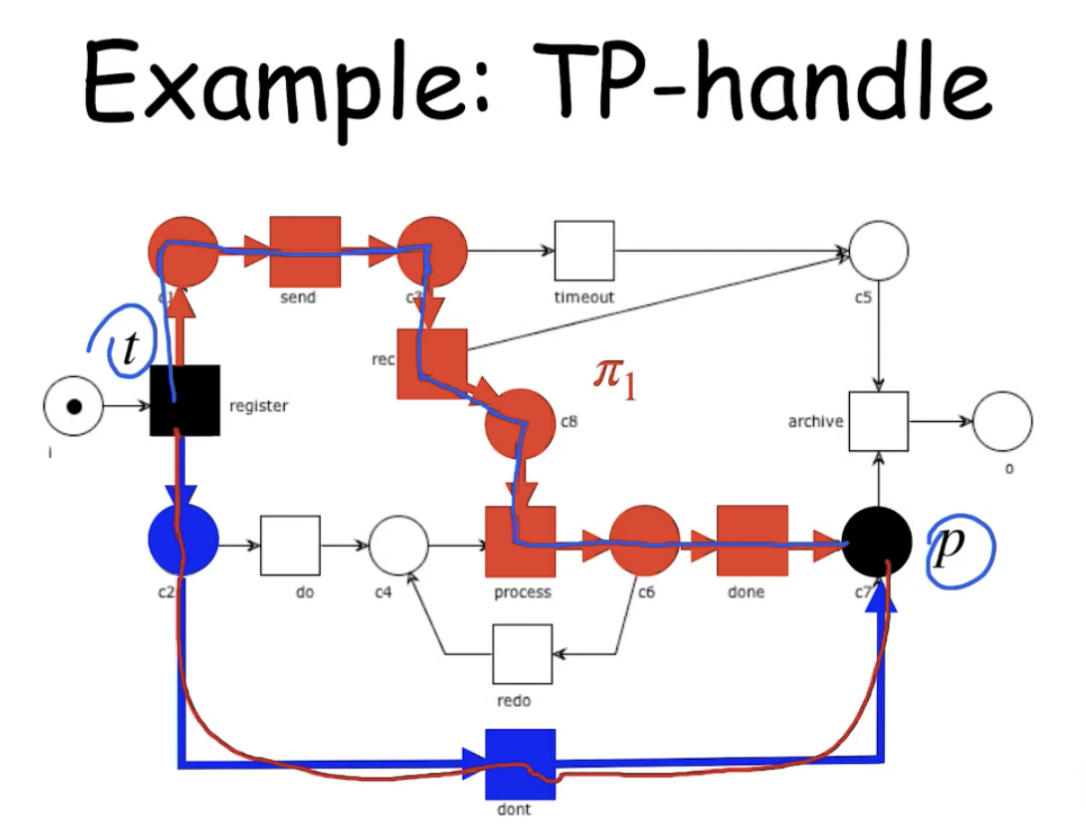 Example: TP-handle
c1
send
c3
timeout
c5
t
rec
π1
i
register
c8
archive
o
p
c2
do
c4
process
c6
done
c7
redo
dont